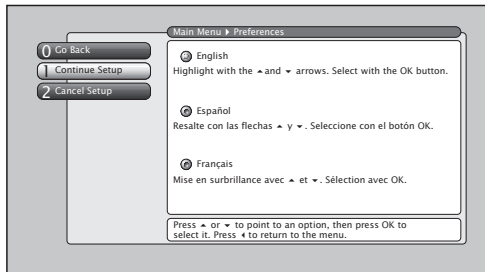 Main Menu ▸ Preferences
0 Go Back
1 Continue Setup
2 Cancel Setup
English
Highlight with the ▴ and ▾ arrows. Select with the OK button.
Español
Resalte con las flechas ▴ y ▾. Seleccione con el botón OK.
Français
Mise en surbrillance avec ▴ et ▾. Sélection avec OK.
Press ▴ or ▾ to point to an option, then press OK to
select it. Press ◂ to return to the menu.